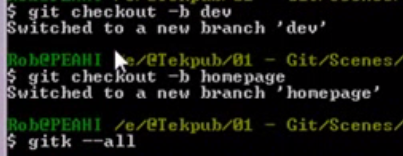 $ git checkout -b dev
Switched to a new branch 'dev'
Rob@PEAHI /e/@Tekpub/01 - Git/Scenes/
$ git checkout -b homepage
Switched to a new branch 'homepage'
Rob@PEAHI /e/@Tekpub/01 - Git/Scenes/
$ gitk --all